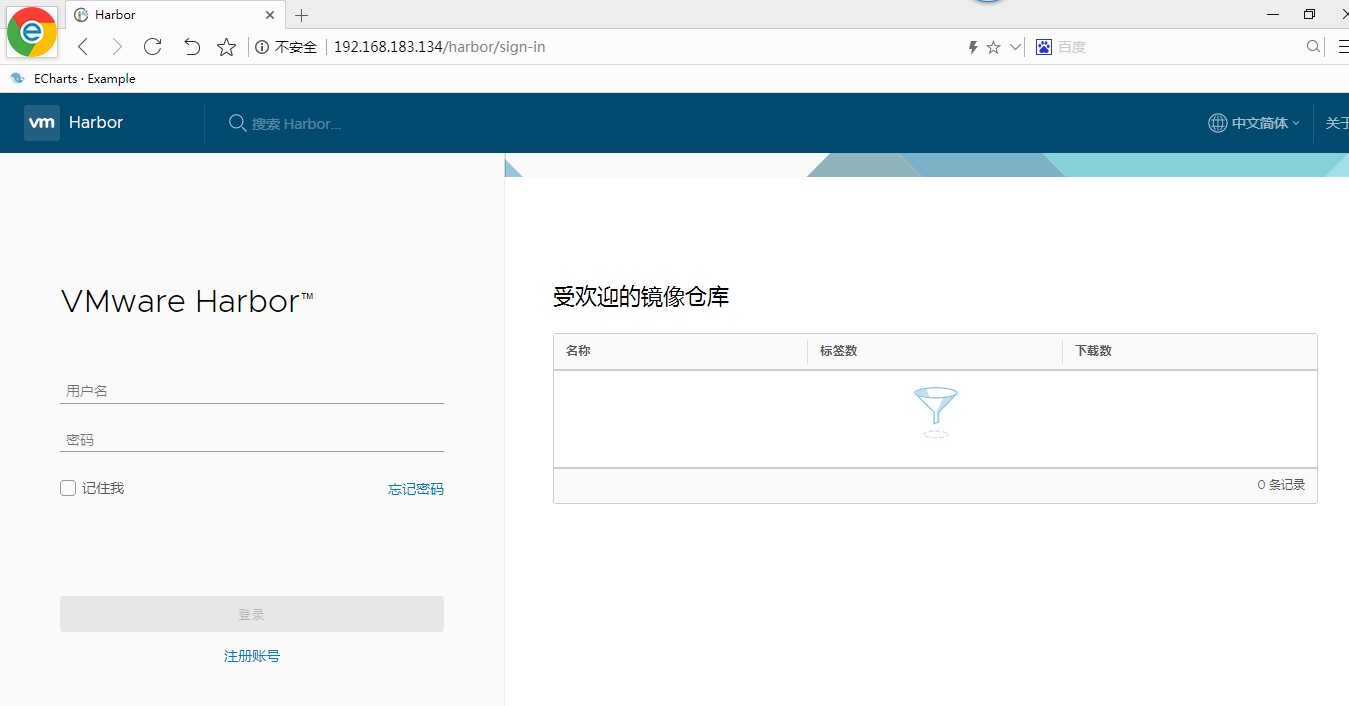 Harbor
不安全 192.168.183.134/harbor/sign-in 百度
ECharts · Example
vm Harbor 搜索 Harbor... 中文简体 关于
VMware Harbor™
用户名
密码
记住我 忘记密码
登录
注册账号
受欢迎的镜像仓库
名称 标签数 下载数
0 条记录